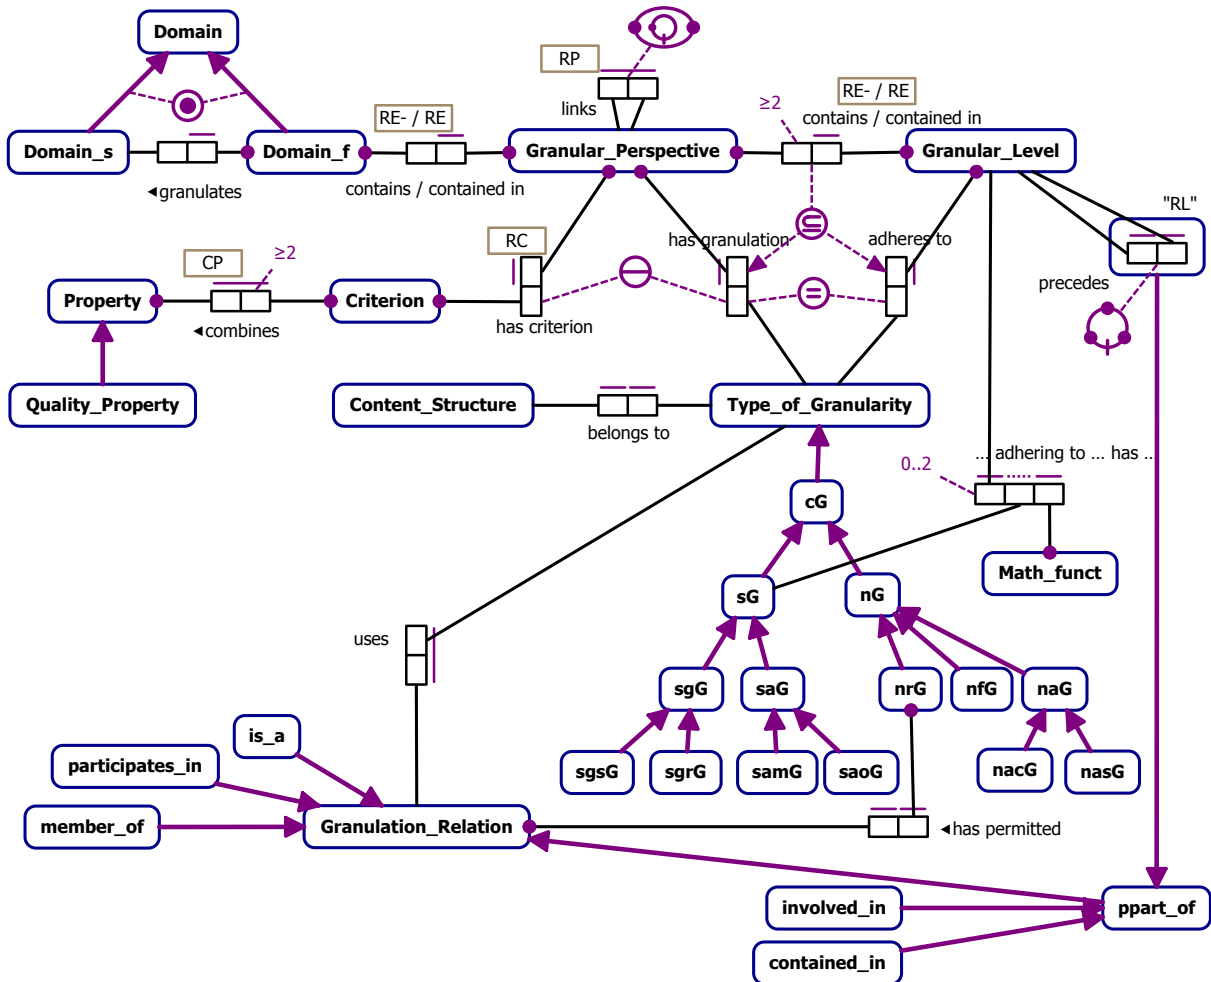 Domain
RP
links
≥2
RE- / RE
contains / contained in
RE- / RE
Domain_s
Domain_f
Granular_Perspective
Granular_Level
◄granulates
contains / contained in
"RL"
RC
has granulation
adheres to
CP
≥2
precedes
Property
Criterion
◄combines
has criterion
Quality_Property
Content_Structure
Type_of_Granularity
belongs to
... adhering to ... has ..
0..2
cG
Math_funct
sG
nG
uses
sgG
saG
nrG
nfG
naG
is_a
participates_in
sgsG
sgrG
samG
saoG
nacG
nasG
member_of
Granulation_Relation
◄has permitted
involved_in
ppart_of
contained_in